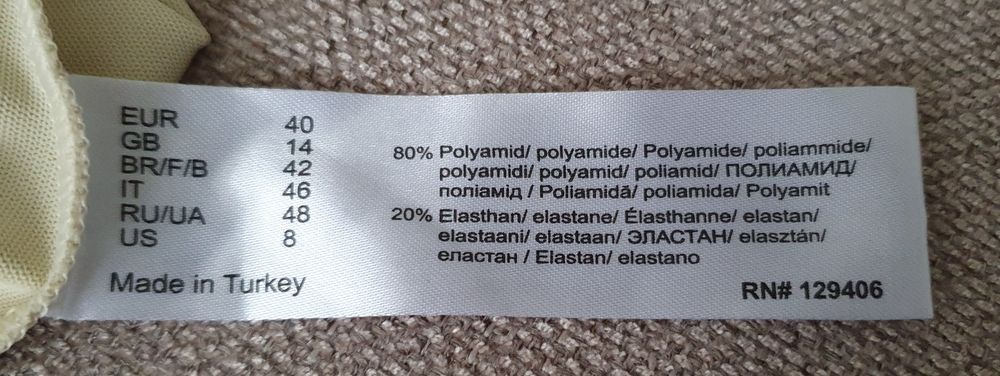 EUR 40
GB 14
BR/F/B 42
IT 46
RU/UA 48
US 8
Made in Turkey
80% Polyamid/ polyamide/ Polyamide/ poliammide/
polyamidi/ polyamid/ poliamid/ ПОЛИАМИД/
поліамід / Poliamidă/ poliamida/ Polyamit
20% Elasthan/ elastane/ Élasthanne/ elastan/
elastaani/ elastaan/ ЭЛАСТАН/ elasztán/
еластан / Elastan/ elastano
RN# 129406